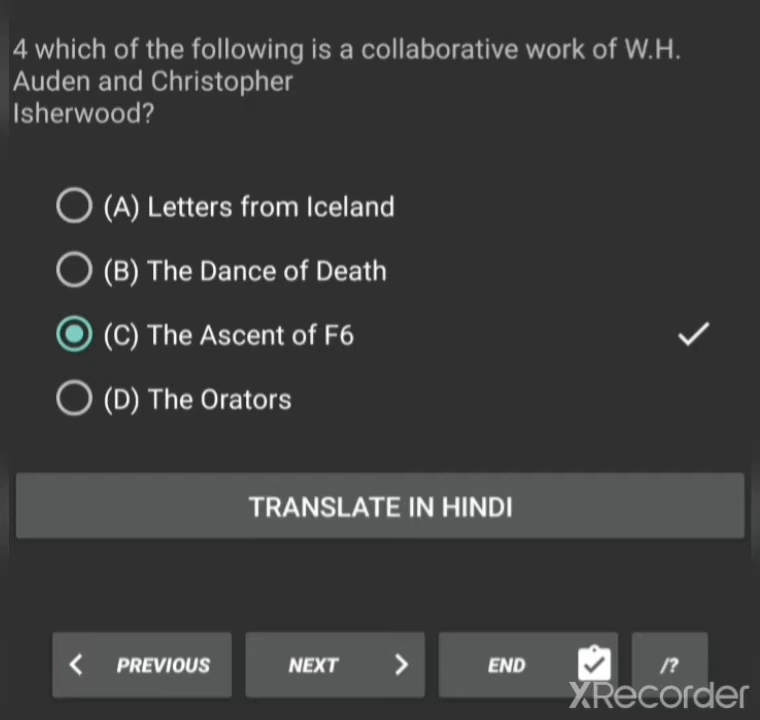 4 which of the following is a collaborative work of W.H.
Auden and Christopher
Isherwood?
(A) Letters from Iceland
(B) The Dance of Death
(C) The Ascent of F6
(D) The Orators
TRANSLATE IN HINDI
PREVIOUS
NEXT
END
/?
XRecorder